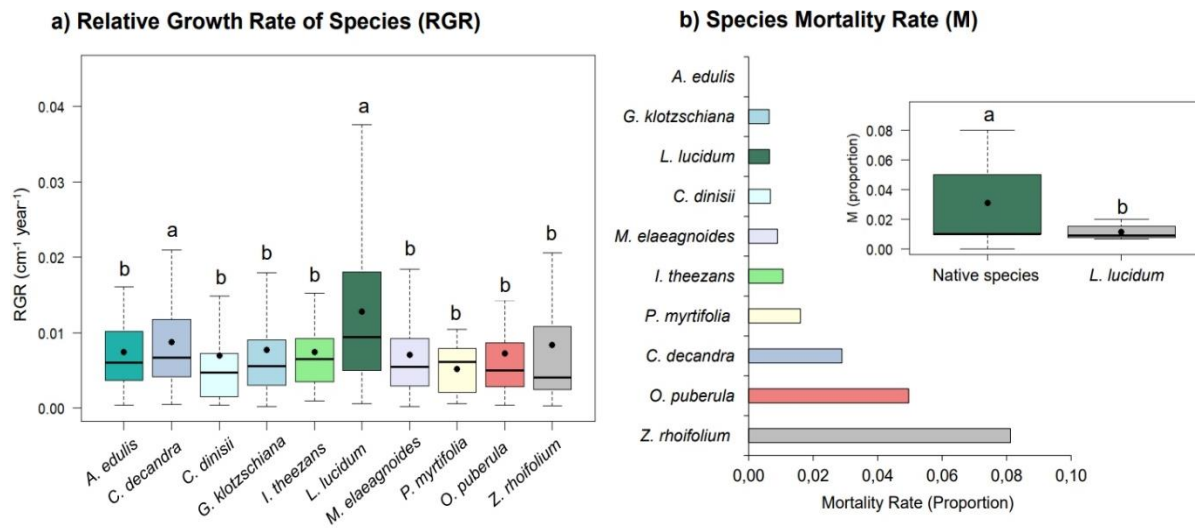 a) Relative Growth Rate of Species (RGR)
RGR (cm⁻¹ year⁻¹)
0.04
0.03
0.02
0.01
0.00
b
a
b
b
b
a
b
b
b
b
A. edulis
C. decandra
C. dinisii
G. klotzschiana
I. theezans
L. lucidum
M. elaeagnoides
P. myrtifolia
O. puberula
Z. rhoifolium
b) Species Mortality Rate (M)
A. edulis
G. klotzschiana
L. lucidum
C. dinisii
M. elaeagnoides
I. theezans
P. myrtifolia
C. decandra
O. puberula
Z. rhoifolium
0,00
0,02
0,04
0,06
0,08
0,10
Mortality Rate (Proportion)
M (proportion)
0.08
0.06
0.04
0.02
0.00
a
b
Native species
L. lucidum